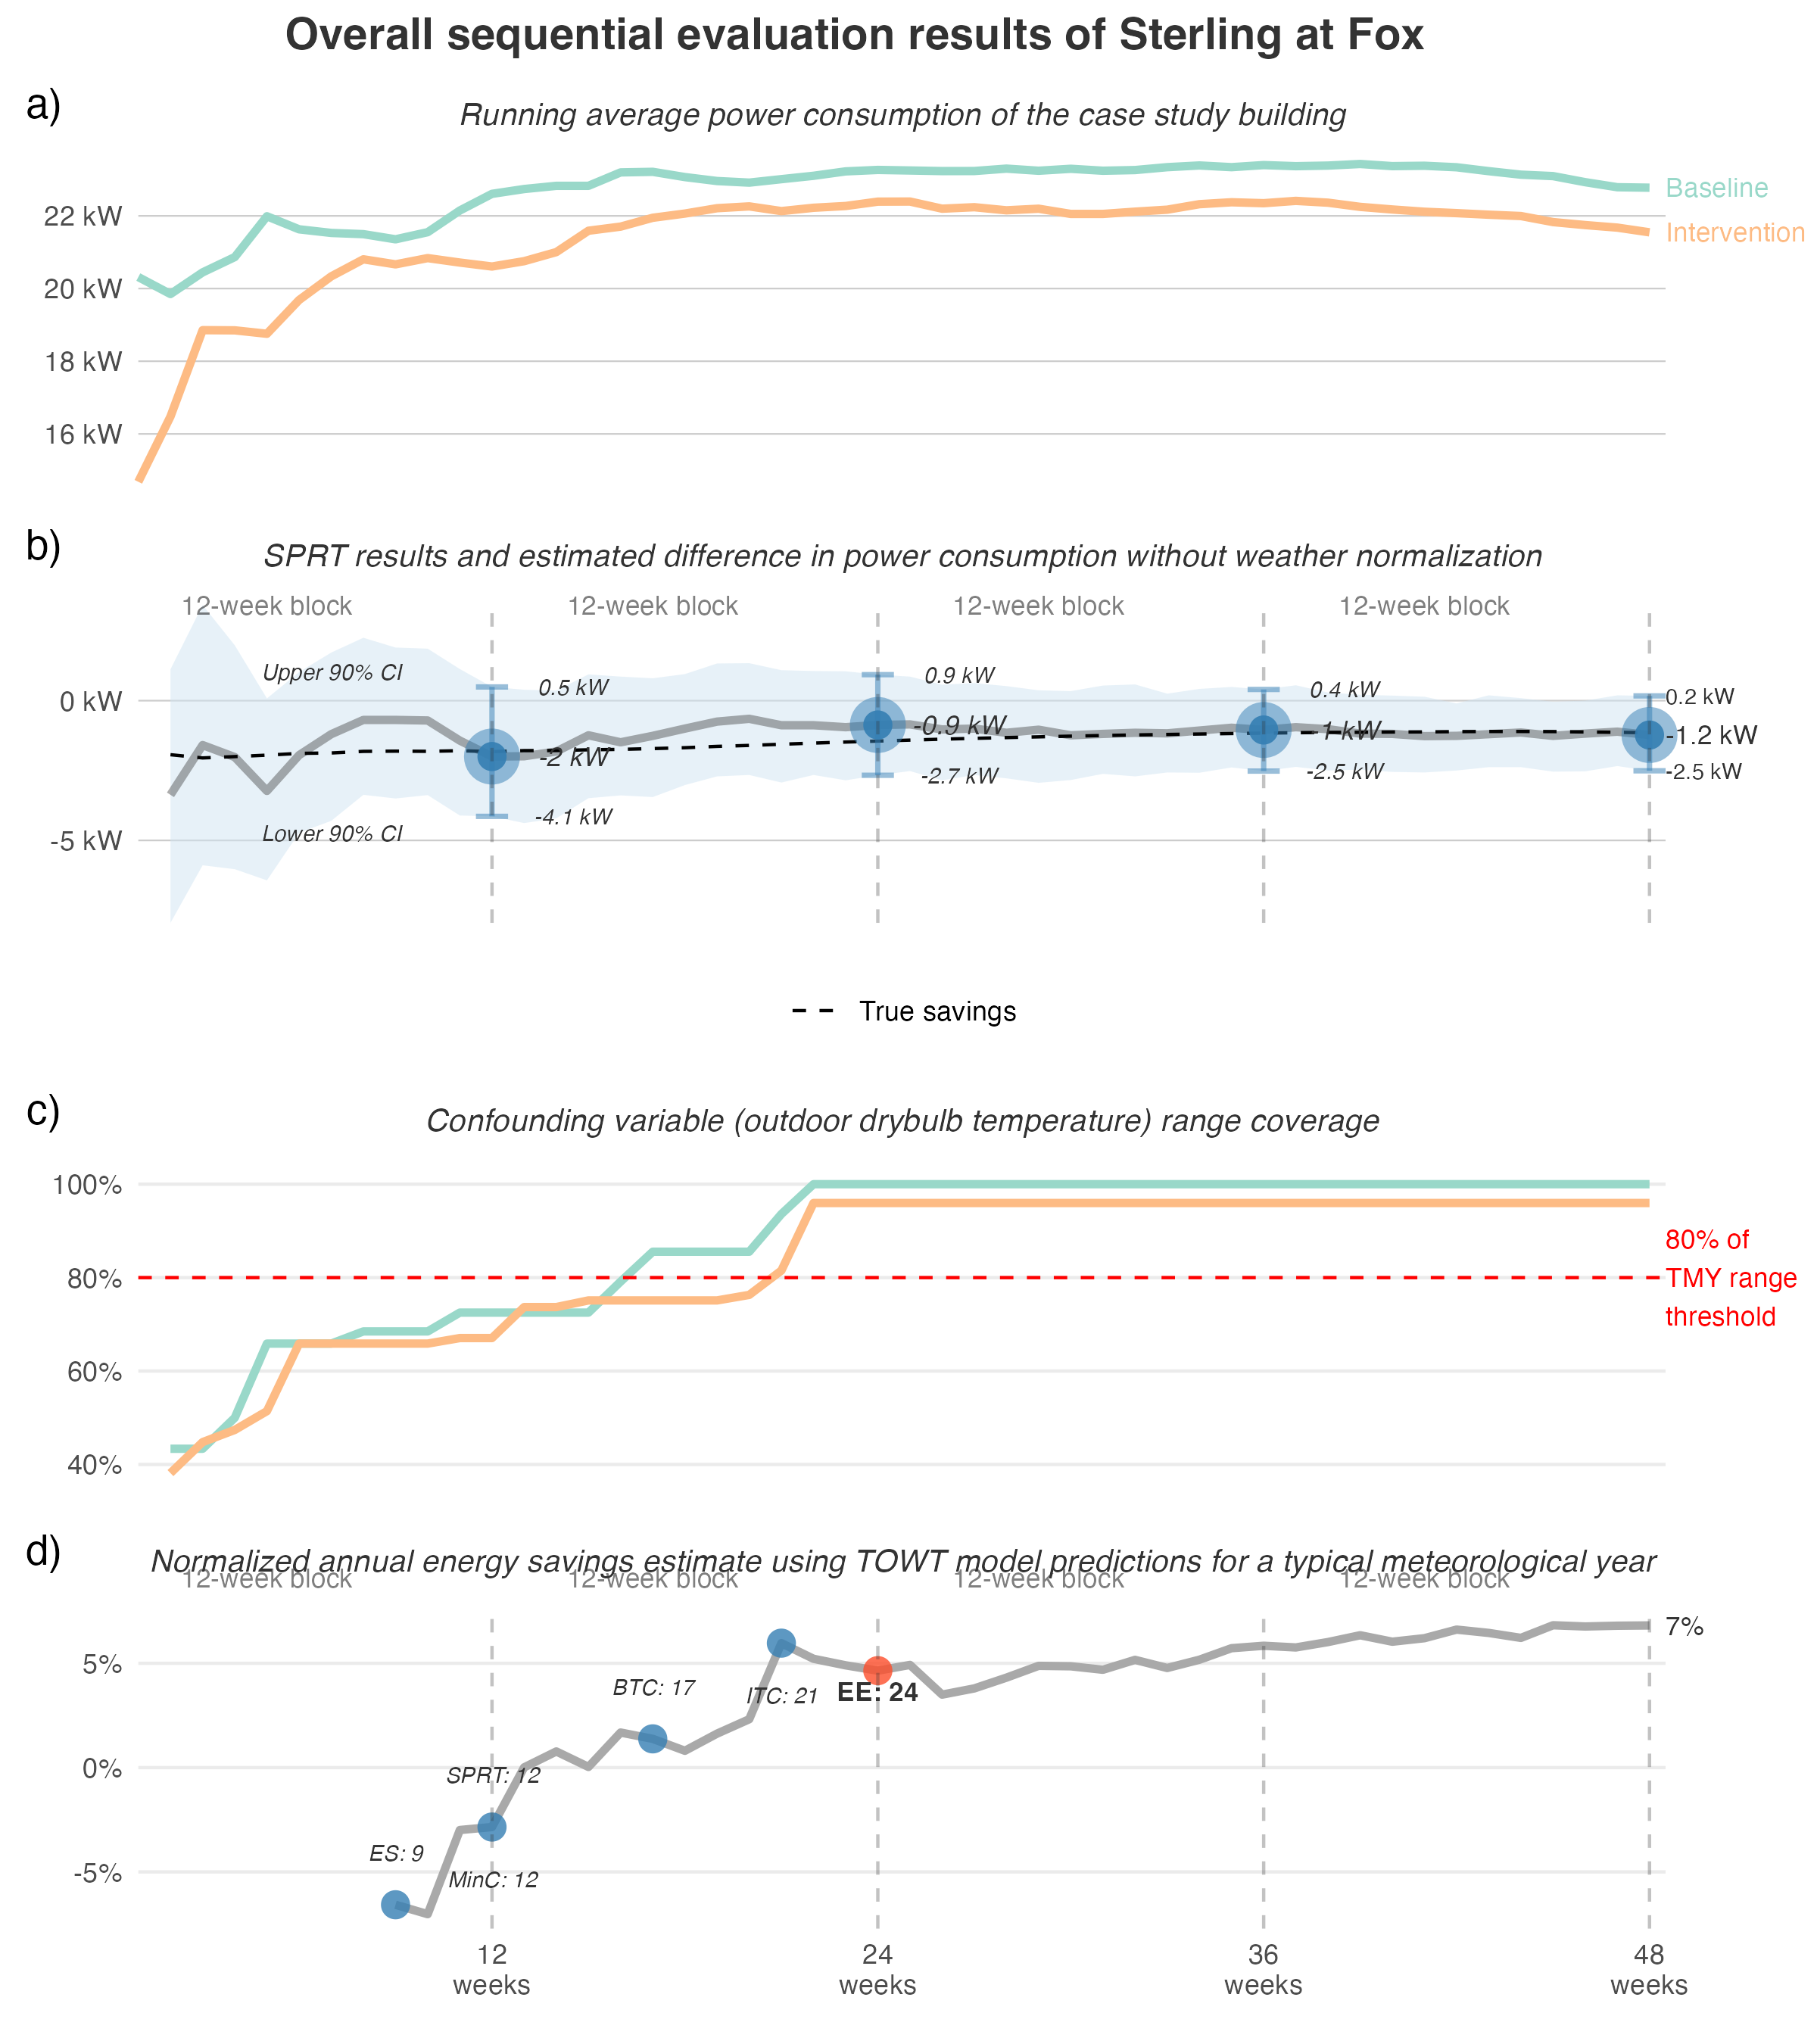 Overall sequential evaluation results of Sterling at Fox
a)
Running average power consumption of the case study building
22 kW
20 kW
18 kW
16 kW
Baseline
Intervention
b)
SPRT results and estimated difference in power consumption without weather normalization
12-week block
12-week block
12-week block
12-week block
Upper 90% CI
Lower 90% CI
0 kW
-5 kW
0.5 kW
-2 kW
-4.1 kW
0.9 kW
-0.9 kW
-2.7 kW
0.4 kW
-1 kW
-2.5 kW
0.2 kW
-1.2 kW
-2.5 kW
True savings
c)
Confounding variable (outdoor drybulb temperature) range coverage
100%
80%
60%
40%
80% of
TMY range
threshold
d)
Normalized annual energy savings estimate using TOWT model predictions for a typical meteorological year
12-week block
12-week block
12-week block
12-week block
5%
0%
-5%
ES: 9
SPRT: 12
MinC: 12
BTC: 17
ITC: 21
EE: 24
7%
12
weeks
24
weeks
36
weeks
48
weeks